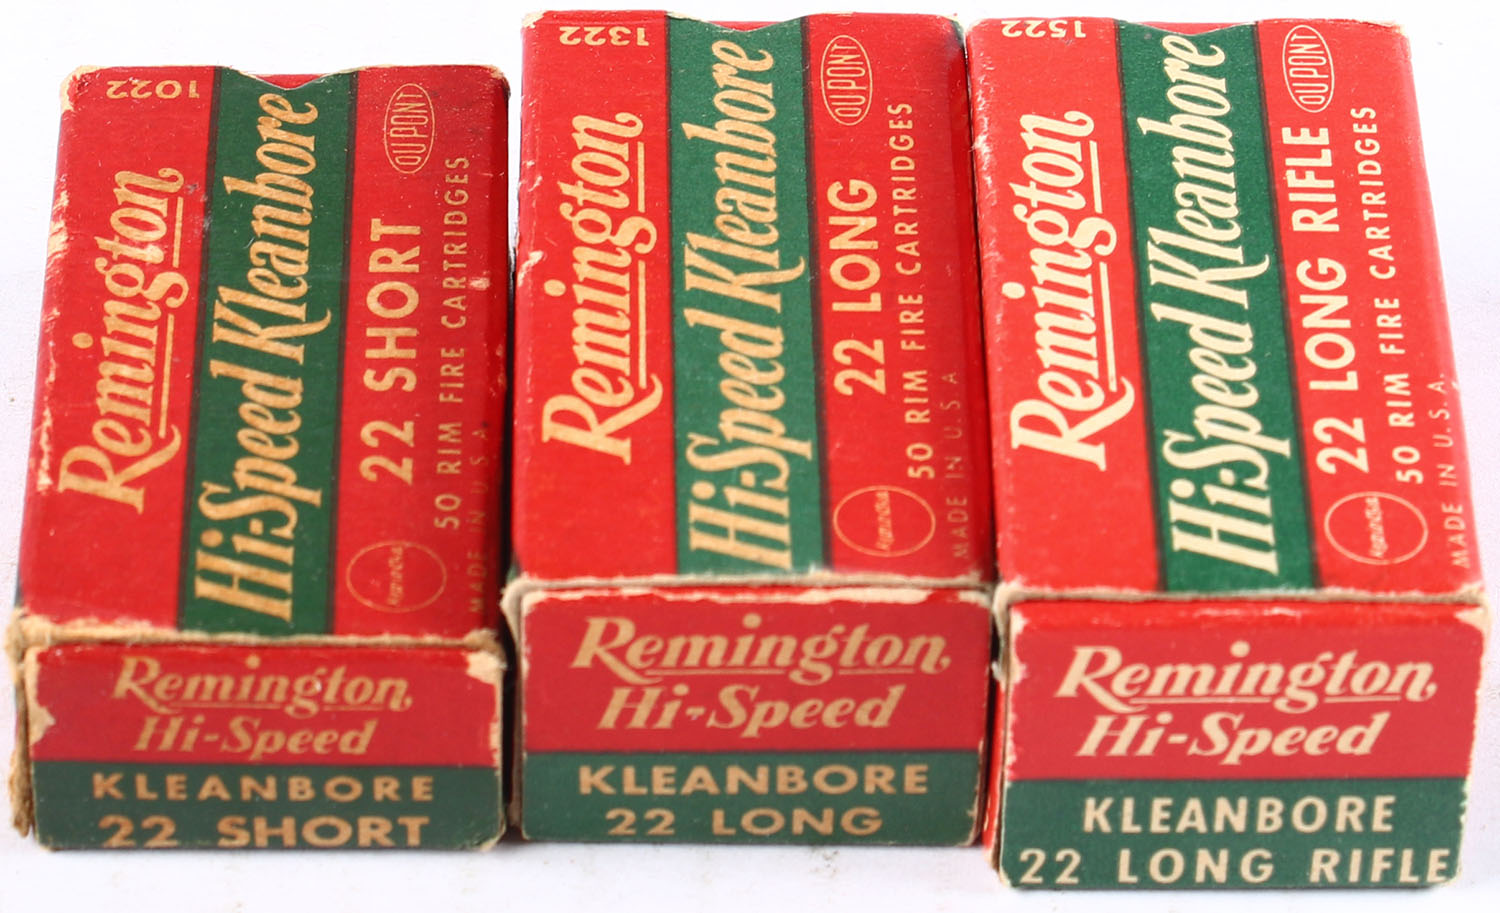 1022
Remington
Hi-Speed Kleanbore
DUPONT
22 SHORT
50 RIM FIRE CARTRIDGES
MADE IN U.S.A.
Remington,
Hi-Speed
KLEANBORE
22 SHORT
1322
Remington
Hi-Speed Kleanbore
DUPONT
22 LONG
50 RIM FIRE CARTRIDGES
MADE IN U.S.A.
Remington,
Hi-Speed
KLEANBORE
22 LONG
1522
Remington
Hi-Speed Kleanbore
DUPONT
22 LONG RIFLE
50 RIM FIRE CARTRIDGES
MADE IN U.S.A.
Remington,
Hi-Speed
KLEANBORE
22 LONG RIFLE